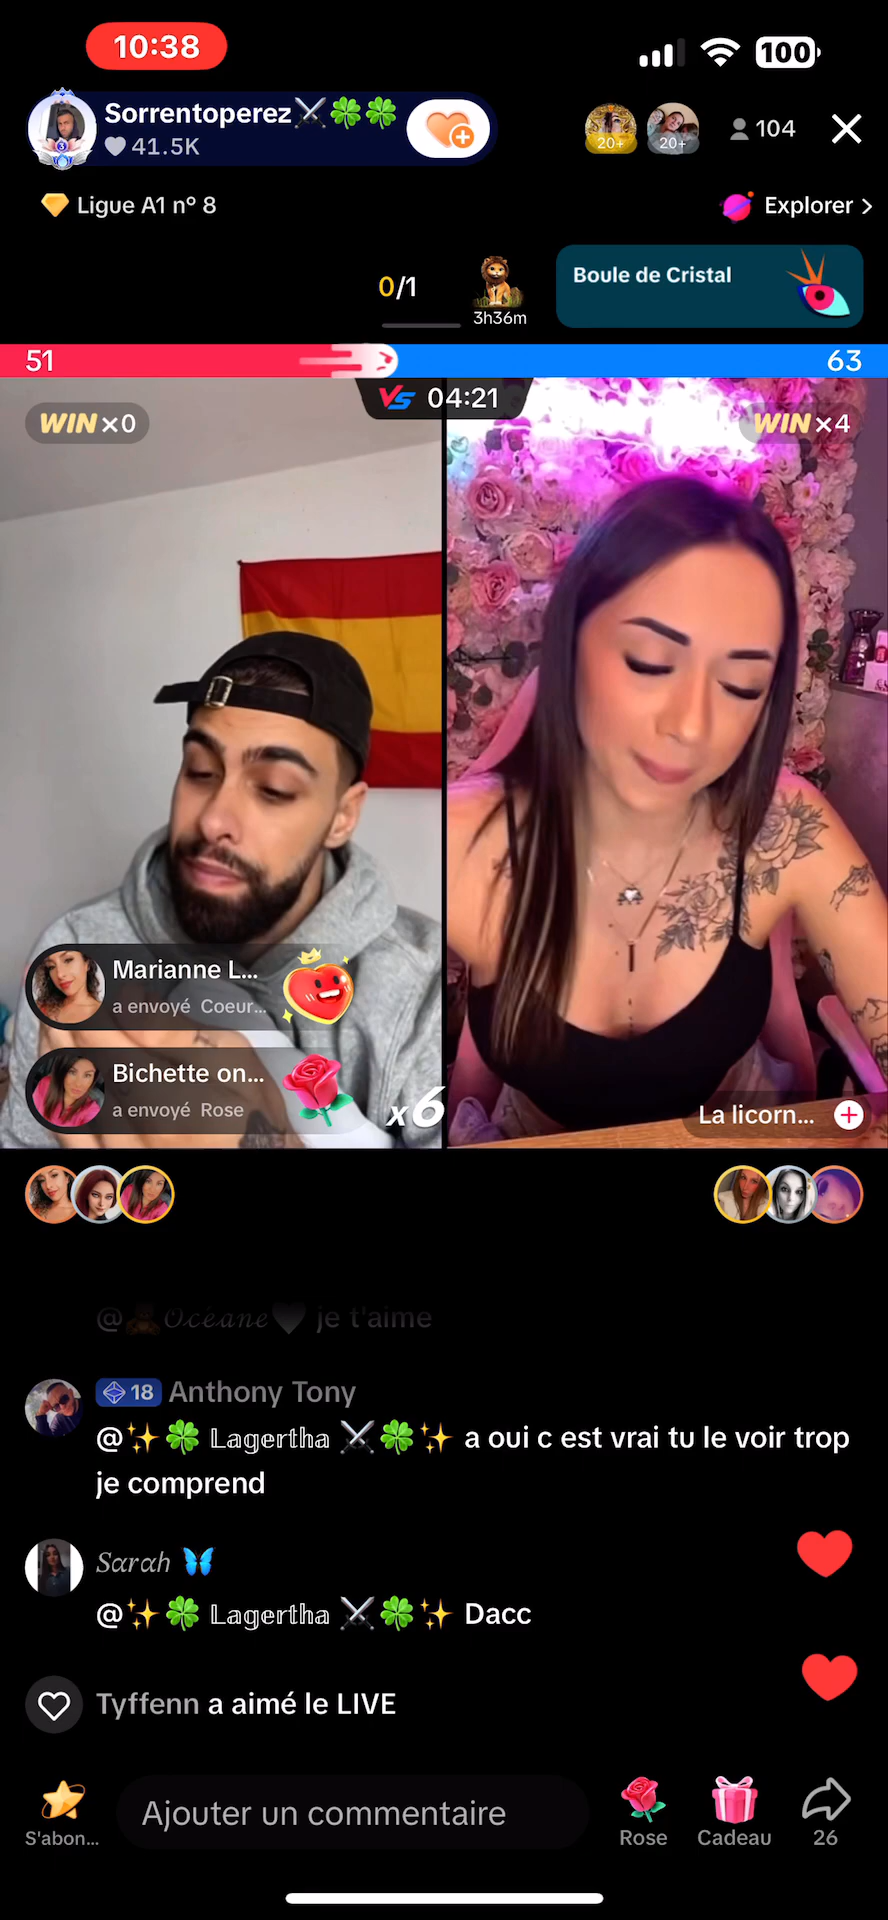 10:38
100
Sorrentoperez⚔️🍀🍀
41.5K
20+
20+
104
Ligue A1 n° 8
Explorer >
0/1
3h36m
Boule de Cristal
51
63
VS 04:21
WIN x0
WIN x4
Marianne L...
a envoyé Coeur...
Bichette on...
a envoyé Rose
x6
La licorn...
@🧸𝒪𝒸é𝒶𝓃𝑒🖤 je t'aime
18 Anthony Tony
@✨🍀 𝕃agertha ⚔️🍀✨ a oui c est vrai tu le voir trop
je comprend
Sarah 🦋
@✨🍀 𝕃agertha ⚔️🍀✨ Dacc
Tyffenn a aimé le LIVE
S'abon...
Ajouter un commentaire
Rose
Cadeau
26